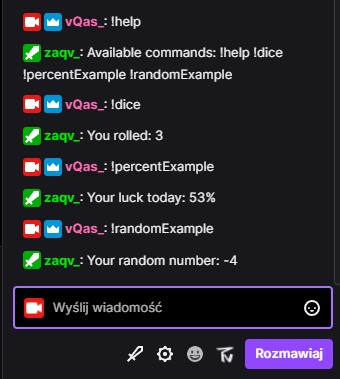 vQas_: !help
zaqv_: Available commands: !help !dice
!percentExample !randomExample
vQas_: !dice
zaqv_: You rolled: 3
vQas_: !percentExample
zaqv_: Your luck today: 53%
vQas_: !randomExample
zaqv_: Your random number: -4
Wyślij wiadomość
Rozmawiaj